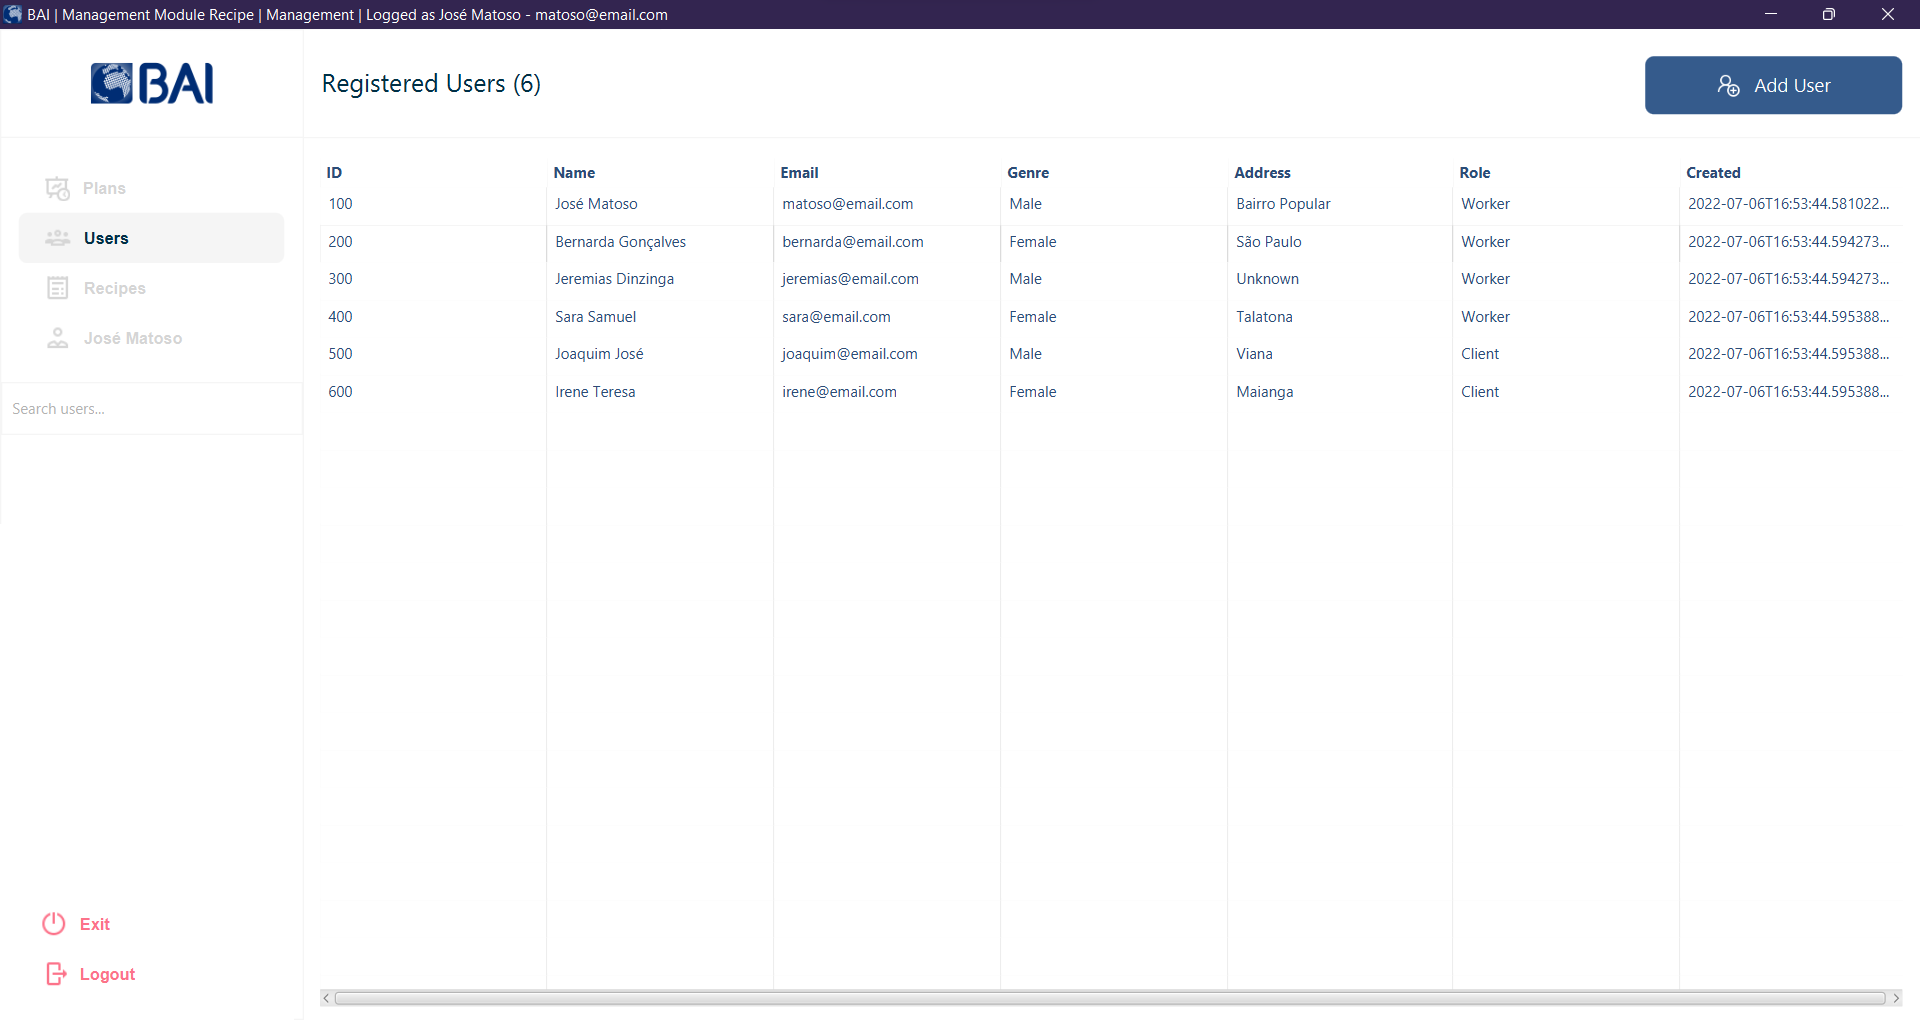 BAI | Management Module Recipe | Management | Logged as José Matoso - matoso@email.com
BAI
Registered Users (6)
Add User
Plans
Users
Recipes
José Matoso
Search users...
Exit
Logout
ID Name Email Genre Address Role Created
100 José Matoso matoso@email.com Male Bairro Popular Worker 2022-07-06T16:53:44.581022...
200 Bernarda Gonçalves bernarda@email.com Female São Paulo Worker 2022-07-06T16:53:44.594273...
300 Jeremias Dinzinga jeremias@email.com Male Unknown Worker 2022-07-06T16:53:44.594273...
400 Sara Samuel sara@email.com Female Talatona Worker 2022-07-06T16:53:44.595388...
500 Joaquim José joaquim@email.com Male Viana Client 2022-07-06T16:53:44.595388...
600 Irene Teresa irene@email.com Female Maianga Client 2022-07-06T16:53:44.595388...